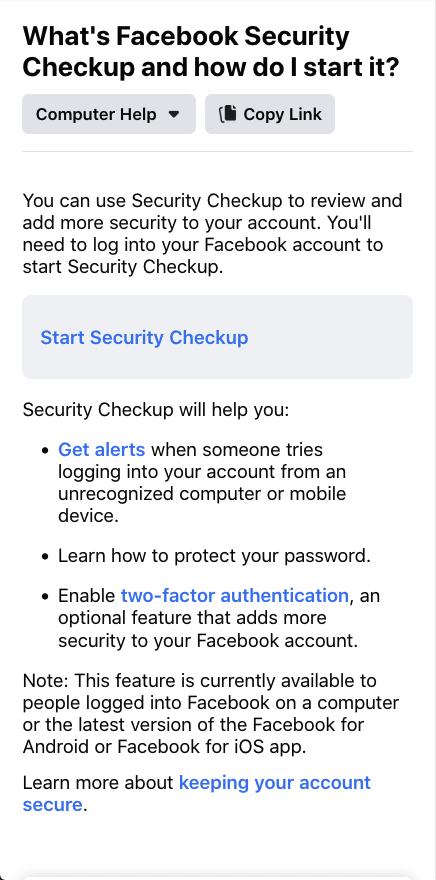 What's Facebook Security
Checkup and how do I start it?
Computer Help
Copy Link
You can use Security Checkup to review and
add more security to your account. You'll
need to log into your Facebook account to
start Security Checkup.
Start Security Checkup
Security Checkup will help you:
• Get alerts when someone tries
logging into your account from an
unrecognized computer or mobile
device.
• Learn how to protect your password.
• Enable two-factor authentication, an
optional feature that adds more
security to your Facebook account.
Note: This feature is currently available to
people logged into Facebook on a computer
or the latest version of the Facebook for
Android or Facebook for iOS app.
Learn more about keeping your account
secure.